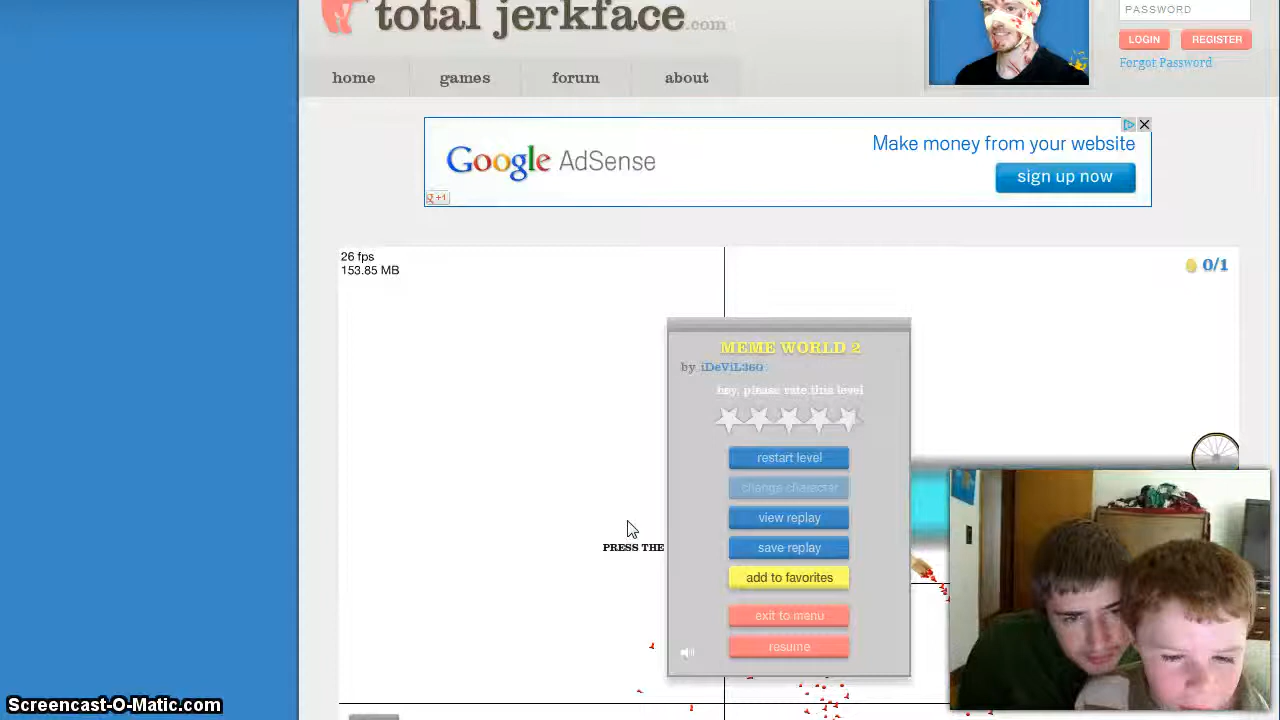 total jerkface.com
PASSWORD
LOGIN
REGISTER
Forgot Password
home
games
forum
about
Google AdSense
Make money from your website
sign up now
+1
26 fps
153.85 MB
0/1
MEME WORLD 2
by iDeViL360
hey, please rate this level
restart level
change character
view replay
save replay
PRESS THE
add to favorites
exit to menu
resume
Screencast-O-Matic.com